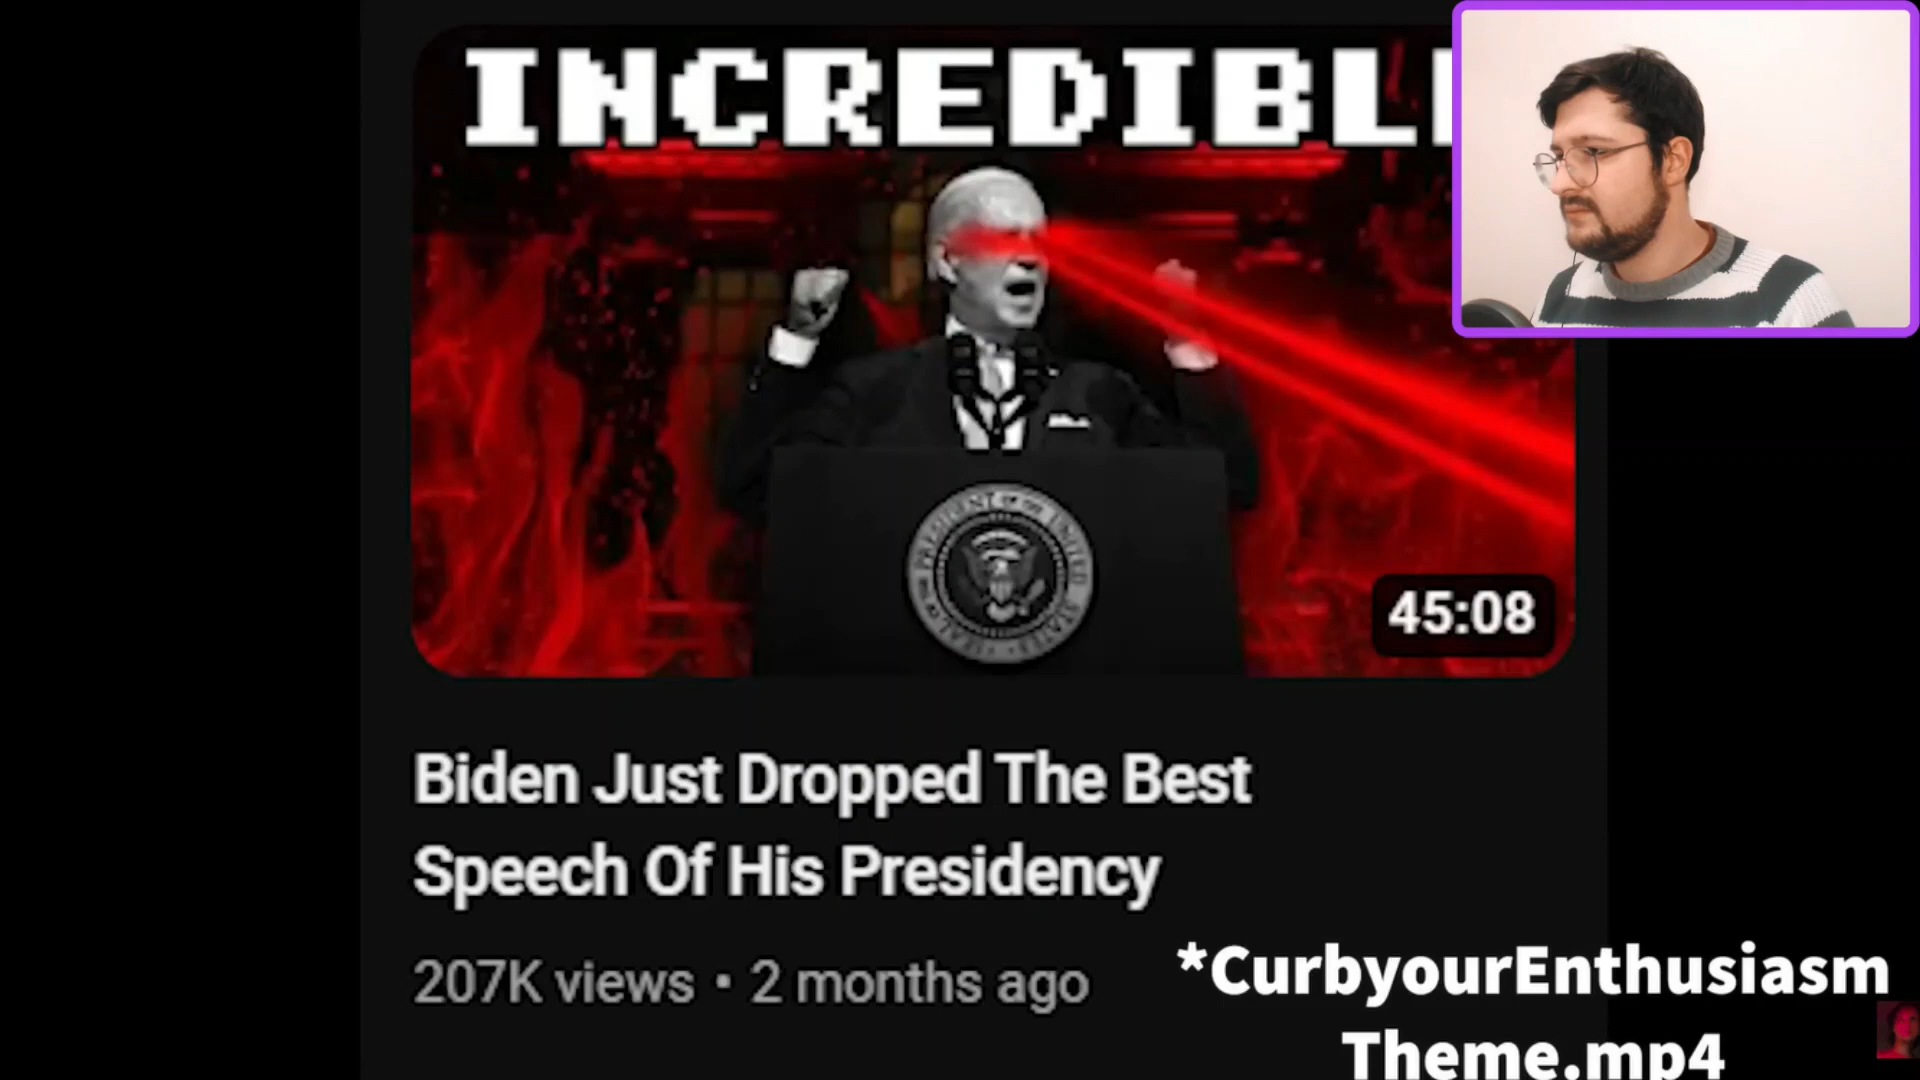 INCREDIBL
45:08
Biden Just Dropped The Best
Speech Of His Presidency
207K views • 2 months ago
*CurbyourEnthusiasm
Theme.mp4